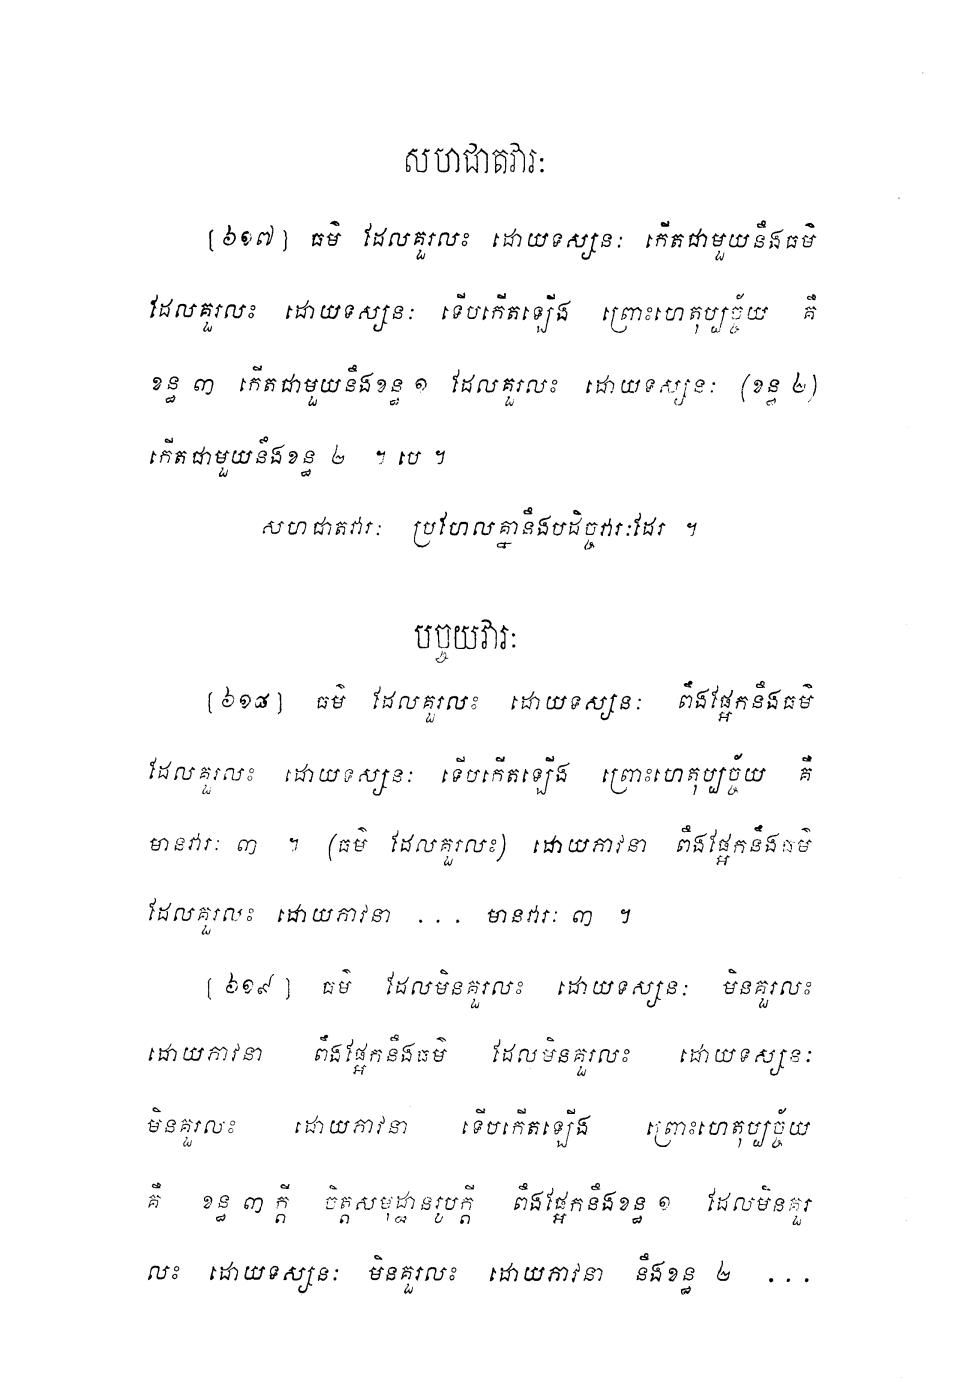 សហជាតវារៈ
[៦១៧] ធម៌ ដែលគួរលះ ដោយទស្សនៈ កើតជាមួយនឹងធម៌
ដែលគួរលះ ដោយទស្សនៈ ទើបកើតឡើង ព្រោះហេតុប្បច្ច័យ គឺ
ខន្ធ ៣ កើតជាមួយនឹងខន្ធ ១ ដែលគួរលះ ដោយទស្សនៈ (ខន្ធ ២)
កើតជាមួយនឹងខន្ធ ២ ។ បេ ។
សហជាតវារៈ ប្រហែលគ្នានឹងបដិច្ចវារៈដែរ ។
បច្ចយវារៈ
[៦១៨] ធម៌ ដែលគួរលះ ដោយទស្សនៈ ពឹងផ្អែកនឹងធម៌
ដែលគួរលះ ដោយទស្សនៈ ទើបកើតឡើង ព្រោះហេតុប្បច្ច័យ គឺ
មានវារៈ ៣ ។ (ធម៌ ដែលគួរលះ) ដោយភាវនា ពឹងផ្អែកនឹងធម៌
ដែលគួរលះ ដោយភាវនា ... មានវារៈ ៣ ។
[៦១៩] ធម៌ ដែលមិនគួរលះ ដោយទស្សនៈ មិនគួរលះ
ដោយភាវនា ពឹងផ្អែកនឹងធម៌ ដែលមិនគួរលះ ដោយទស្សនៈ
មិនគួរលះ ដោយភាវនា ទើបកើតឡើង ព្រោះហេតុប្បច្ច័យ
គឺ ខន្ធ ៣ ក្តី ចិត្តសមុដ្ឋានរូបក្តី ពឹងផ្អែកនឹងខន្ធ ១ ដែលមិនគួរ
លះ ដោយទស្សនៈ មិនគួរលះ ដោយភាវនា នឹងខន្ធ ២ ...